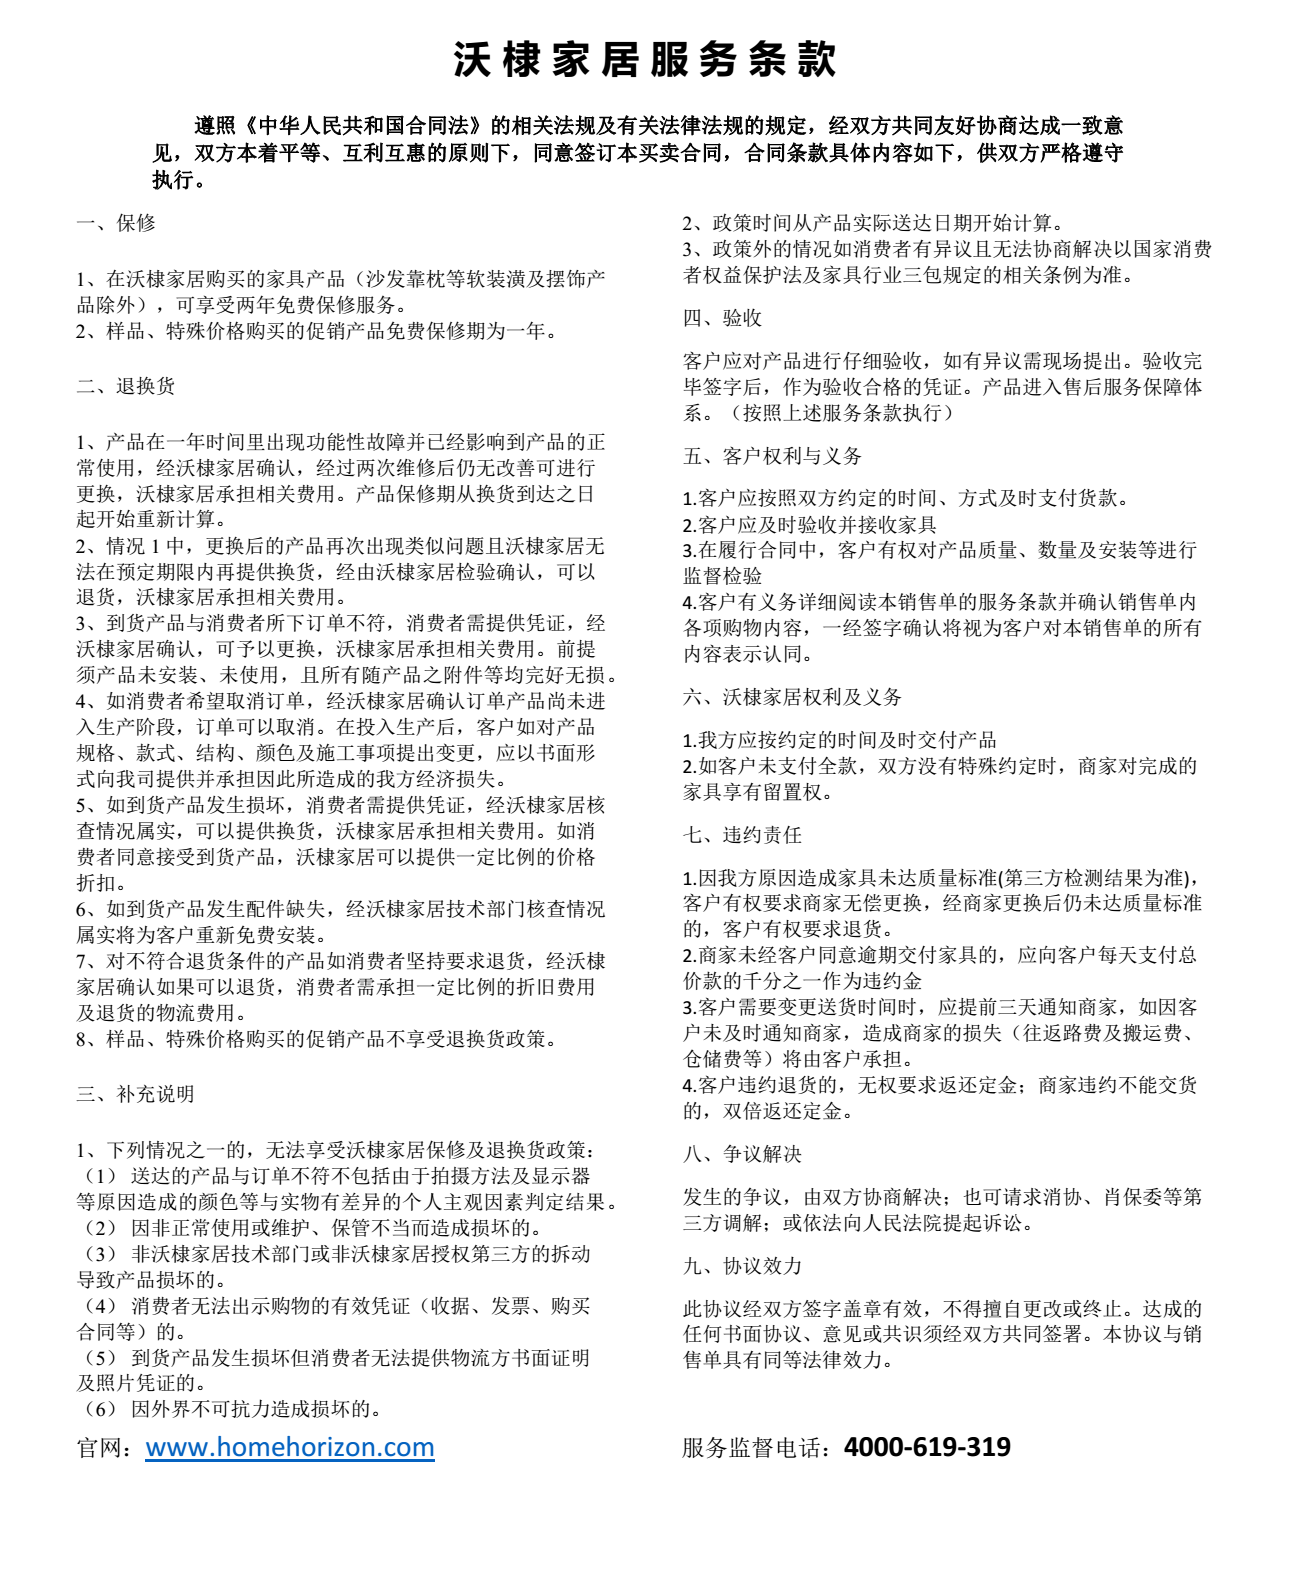 沃棣家居服务条款
遵照《中华人民共和国合同法》的相关法规及有关法律法规的规定，经双方共同友好协商达成一致意
见，双方本着平等、互利互惠的原则下，同意签订本买卖合同，合同条款具体内容如下，供双方严格遵守
执行。
一、保修
1、在沃棣家居购买的家具产品（沙发靠枕等软装潢及摆饰产
品除外），可享受两年免费保修服务。
2、样品、特殊价格购买的促销产品免费保修期为一年。
二、退换货
1、产品在一年时间里出现功能性故障并已经影响到产品的正
常使用，经沃棣家居确认，经过两次维修后仍无改善可进行
更换，沃棣家居承担相关费用。产品保修期从换货到达之日
起开始重新计算。
2、情况 1 中，更换后的产品再次出现类似问题且沃棣家居无
法在预定期限内再提供换货，经由沃棣家居检验确认，可以
退货，沃棣家居承担相关费用。
3、到货产品与消费者所下订单不符，消费者需提供凭证，经
沃棣家居确认，可予以更换，沃棣家居承担相关费用。前提
须产品未安装、未使用，且所有随产品之附件等均完好无损。
4、如消费者希望取消订单，经沃棣家居确认订单产品尚未进
入生产阶段，订单可以取消。在投入生产后，客户如对产品
规格、款式、结构、颜色及施工事项提出变更，应以书面形
式向我司提供并承担因此所造成的我方经济损失。
5、如到货产品发生损坏，消费者需提供凭证，经沃棣家居核
查情况属实，可以提供换货，沃棣家居承担相关费用。如消
费者同意接受到货产品，沃棣家居可以提供一定比例的价格
折扣。
6、如到货产品发生配件缺失，经沃棣家居技术部门核查情况
属实将为客户重新免费安装。
7、对不符合退货条件的产品如消费者坚持要求退货，经沃棣
家居确认如果可以退货，消费者需承担一定比例的折旧费用
及退货的物流费用。
8、样品、特殊价格购买的促销产品不享受退换货政策。
三、补充说明
1、下列情况之一的，无法享受沃棣家居保修及退换货政策：
（1） 送达的产品与订单不符不包括由于拍摄方法及显示器
等原因造成的颜色等与实物有差异的个人主观因素判定结果。
（2） 因非正常使用或维护、保管不当而造成损坏的。
（3） 非沃棣家居技术部门或非沃棣家居授权第三方的拆动
导致产品损坏的。
（4） 消费者无法出示购物的有效凭证（收据、发票、购买
合同等）的。
（5） 到货产品发生损坏但消费者无法提供物流方书面证明
及照片凭证的。
（6） 因外界不可抗力造成损坏的。
官网：www.homehorizon.com
2、政策时间从产品实际送达日期开始计算。
3、政策外的情况如消费者有异议且无法协商解决以国家消费
者权益保护法及家具行业三包规定的相关条例为准。
四、验收
客户应对产品进行仔细验收，如有异议需现场提出。验收完
毕签字后，作为验收合格的凭证。产品进入售后服务保障体
系。（按照上述服务条款执行）
五、客户权利与义务
1.客户应按照双方约定的时间、方式及时支付货款。
2.客户应及时验收并接收家具
3.在履行合同中，客户有权对产品质量、数量及安装等进行
监督检验
4.客户有义务详细阅读本销售单的服务条款并确认销售单内
各项购物内容，一经签字确认将视为客户对本销售单的所有
内容表示认同。
六、沃棣家居权利及义务
1.我方应按约定的时间及时交付产品
2.如客户未支付全款，双方没有特殊约定时，商家对完成的
家具享有留置权。
七、违约责任
1.因我方原因造成家具未达质量标准(第三方检测结果为准)，
客户有权要求商家无偿更换，经商家更换后仍未达质量标准
的，客户有权要求退货。
2.商家未经客户同意逾期交付家具的，应向客户每天支付总
价款的千分之一作为违约金
3.客户需要变更送货时间时，应提前三天通知商家，如因客
户未及时通知商家，造成商家的损失（往返路费及搬运费、
仓储费等）将由客户承担。
4.客户违约退货的，无权要求返还定金；商家违约不能交货
的，双倍返还定金。
八、争议解决
发生的争议，由双方协商解决；也可请求消协、肖保委等第
三方调解；或依法向人民法院提起诉讼。
九、协议效力
此协议经双方签字盖章有效，不得擅自更改或终止。达成的
任何书面协议、意见或共识须经双方共同签署。本协议与销
售单具有同等法律效力。
服务监督电话：4000-619-319